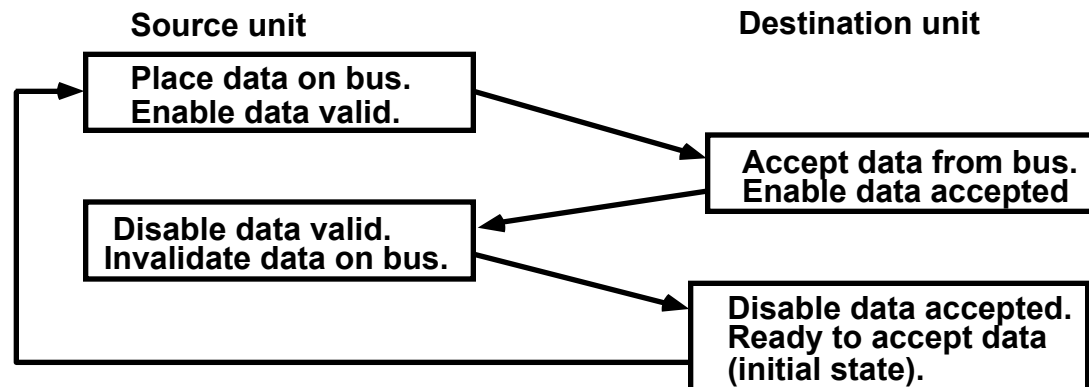 Source unit
Destination unit
Place data on bus.
Enable data valid.
Accept data from bus.
Enable data accepted
Disable data valid.
Invalidate data on bus.
Disable data accepted.
Ready to accept data
(initial state).